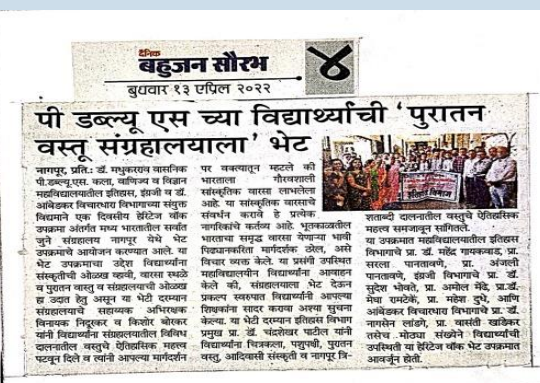 दैनिक
बहुजन सौरभ
४
बुधवार १३ एप्रिल २०२२
पी डब्ल्यू एस च्या विद्यार्थ्यांची 'पुरातन
वस्तू संग्रहालयाला' भेट
नागपूर, प्रति.: डॉ. मधुकरराव वासनिक
पी.डब्ल्यू.एस. कला, वाणिज्य व विज्ञान
महाविद्यालयातील इतिहास, इंग्रजी व डॉ.
आंबेडकर विचारधारा विभागाच्या संयुक्त
विद्यमाने एक दिवसीय हेरिटेज वॉक
उपक्रमा अंतर्गत मध्य भारतातील सर्वात
जुने संग्रहालय नागपूर येथे भेट
उपक्रमाचे आयोजन करण्यात आले. या
भेट उपक्रमाचा उद्देश विद्यार्थ्यांना
संस्कृतीची ओळख व्हावी, वारसा स्थळे
व पुरातन वस्तु व संग्रहालयाची ओळख
हा उदात हेतु असून या भेटी दरम्यान
संग्रहालयाचे सहाय्यक अभिरक्षक
विनायक निटूरकर व किशोर बोरकर
यांनी विद्यार्थ्यांना संग्रहालयातील विविध
दालनातील वस्तुचे ऐतिहासिक महत्त्व
पटवून दिले व त्यांनी आपल्या मार्गदर्शन
पर वक्तव्यातून म्हटले की
भारताला गौरवशाली
सांस्कृतिक वारसा लाभलेला
आहे. या सांस्कृतिक वारसाचे
संवर्धन करावे हे प्रत्येक
नागरिकांचे कर्तव्य आहे. भूतकाळातील
भारताचा समृद्ध वारसा येणाऱ्या भावी
पिढ्यानकरिता मार्गदर्शक ठरेल, असे
विचार व्यक्त केले. या प्रसंगी उपस्थित
महाविद्यालयीन विद्यार्थ्यांना आवाहन
केले की, संग्रहालयाला भेट देऊन
प्रकल्प स्वरुपात विद्यार्थ्यांनी आपल्या
शिक्षकांना सादर करावा अश्या सुचना
केल्या. या भेटी दरम्यान इतिहास विभाग
प्रमुख प्रा. डॉ. चंद्रशेखर पाटील यांनी
विद्यार्थ्यांना चित्रकला, पशुपक्षी, पुरातन
वस्तु, आदिवासी संस्कृती व नागपूर त्रि-
शताब्दी दालनातील वस्तुचे ऐतिहासिक
महत्त्व समजावून सांगितले.
या उपक्रमात महाविद्यालयातील इतिहास
विभागाचे प्रा. डॉ. महेंद्र गायकवाड, प्रा.
सरला पानतावणे, प्रा. अंजली
पानतावणे, इंग्रजी विभागाचे प्रा. डॉ.
सुदेश भोवते, प्रा. अमोल मेंढे, प्रा.डॉ.
मेधा रामटेके, प्रा. महेश दुधे, आणि
आंबेडकर विचारधारा विभागाचे प्रा. डॉ.
नागसेन लांडगे, प्रा. वासंती खांडेकर
तसेच मोठ्या संख्येने विद्यार्थ्यांची
उपस्थिती या हेरिटेज वॉक भेट उपक्रमात
आवर्जून होती.